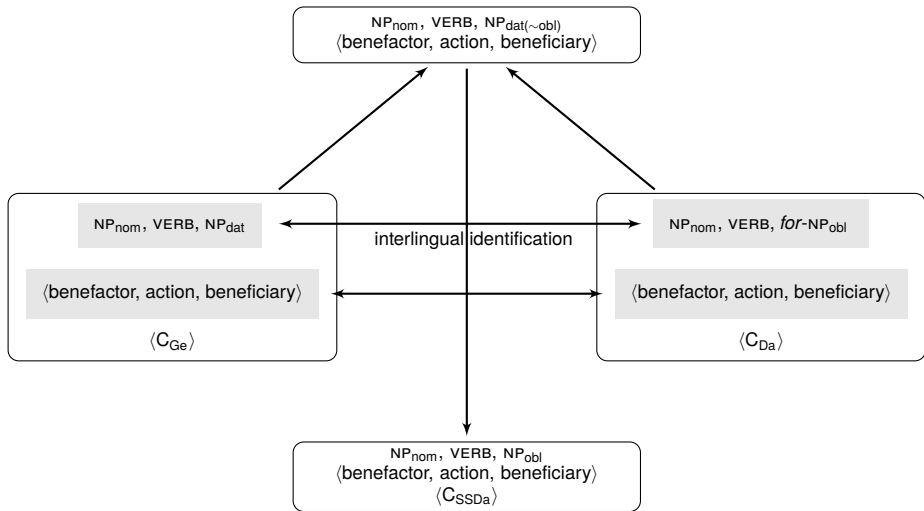 NPnom, VERB, NPdat(∼obl)
⟨benefactor, action, beneficiary⟩
NPnom, VERB, NPdat
NPnom, VERB, for-NPobl
interlingual identification
⟨benefactor, action, beneficiary⟩
⟨benefactor, action, beneficiary⟩
⟨CGe⟩
⟨CDa⟩
NPnom, VERB, NPobl
⟨benefactor, action, beneficiary⟩
⟨CSSDa⟩